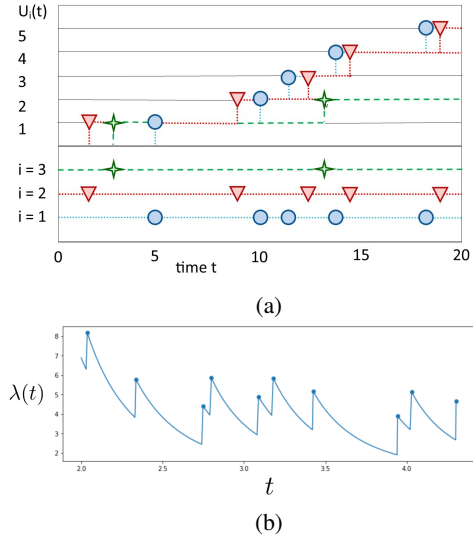 Uᵢ(t)
5
4
3
2
1
i = 3
i = 2
i = 1
0 5 10 15 20
time t
(a)
8
7
6
5
4
3
2
λ(t)
2.0 2.5 3.0 3.5 4.0
t
(b)